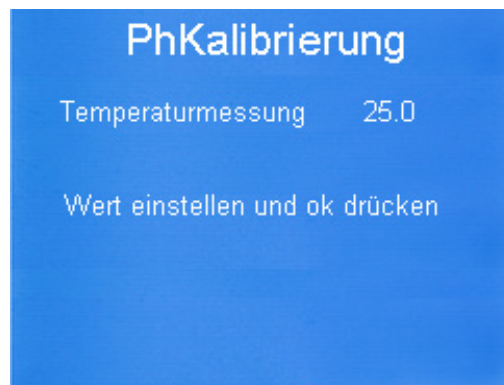 PhKalibrierung
Temperaturmessung 25.0
Wert einstellen und ok drücken